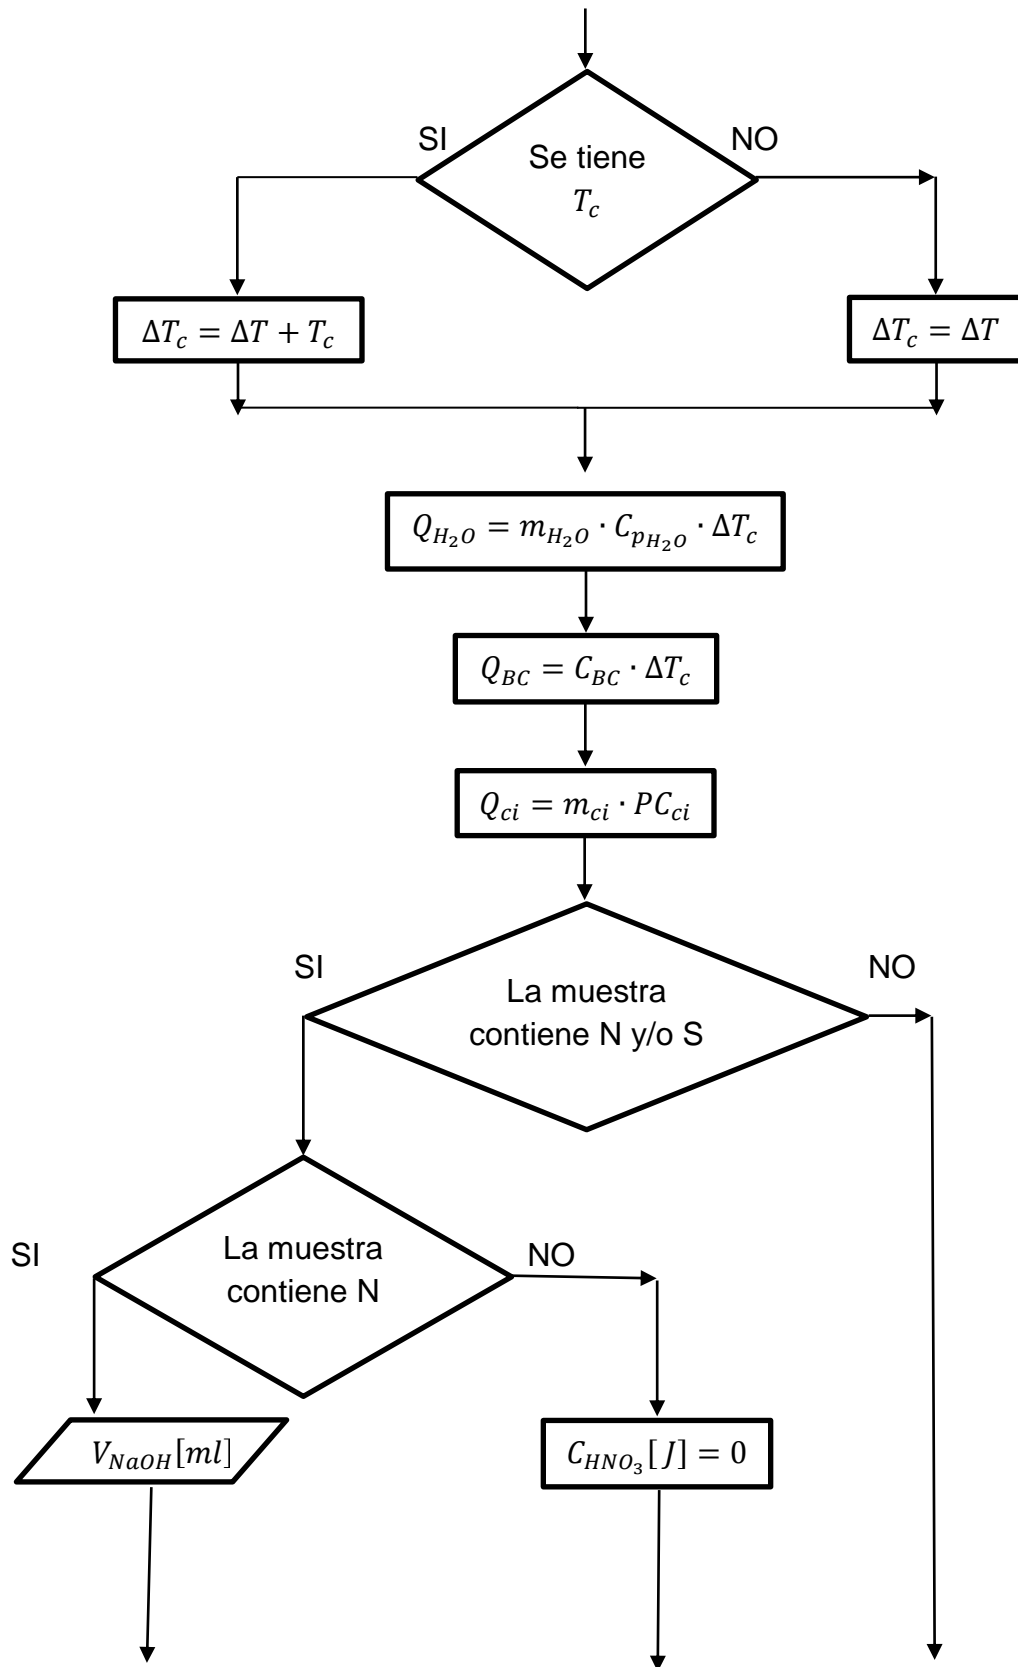 SI
NO
Se tiene
T_c
ΔT_c = ΔT + T_c
ΔT_c = ΔT
Q_{H_2O} = m_{H_2O} · C_{p_{H_2O}} · ΔT_c
Q_{BC} = C_{BC} · ΔT_c
Q_{ci} = m_{ci} · PC_{ci}
SI
NO
La muestra
contiene N y/o S
SI
NO
La muestra
contiene N
V_{NaOH}[ml]
C_{HNO_3}[J] = 0